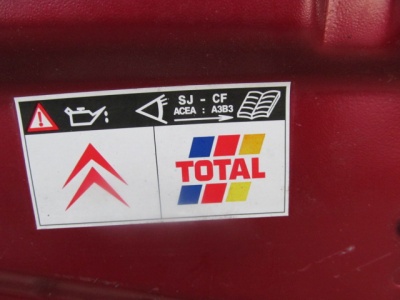 SJ - CF
ACEA : A3B3
TOTAL